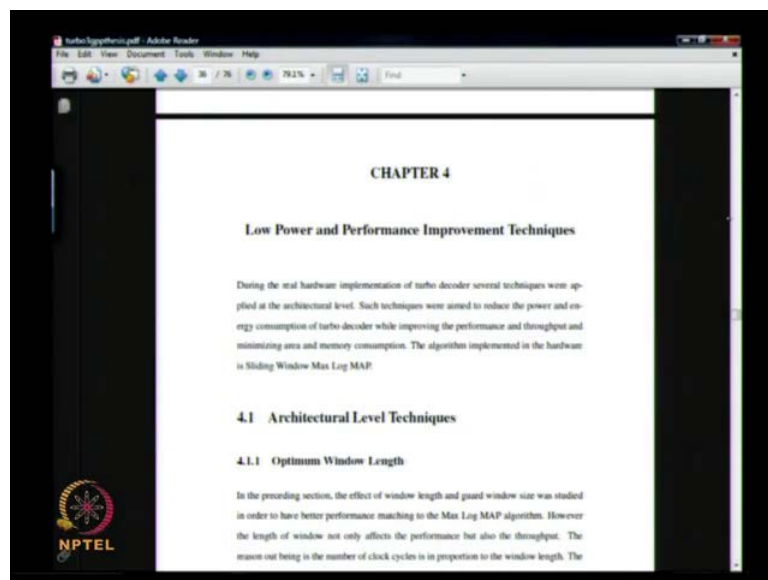 turbo3gppthesis.pdf - Adobe Reader
File Edit View Document Tools Window Help
36 / 76 79.1% Find
CHAPTER 4
Low Power and Performance Improvement Techniques
During the real hardware implementation of turbo decoder several techniques were ap-
plied at the architectural level. Such techniques were aimed to reduce the power and en-
ergy consumption of turbo decoder while improving the performance and throughput and
minimizing area and memory consumption. The algorithm implemented in the hardware
is Sliding Window Max Log MAP.
4.1 Architectural Level Techniques
4.1.1 Optimum Window Length
In the preceding section, the effect of window length and guard window size was studied
in order to have better performance matching to the Max Log MAP algorithm. However
the length of window not only affects the performance but also the throughput. The
reason out being is the number of clock cycles is in proportion to the window length. The
NPTEL